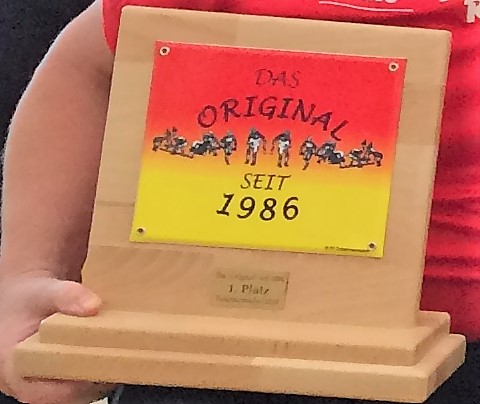 DAS
ORIGINAL
SEIT
1986
1. Platz